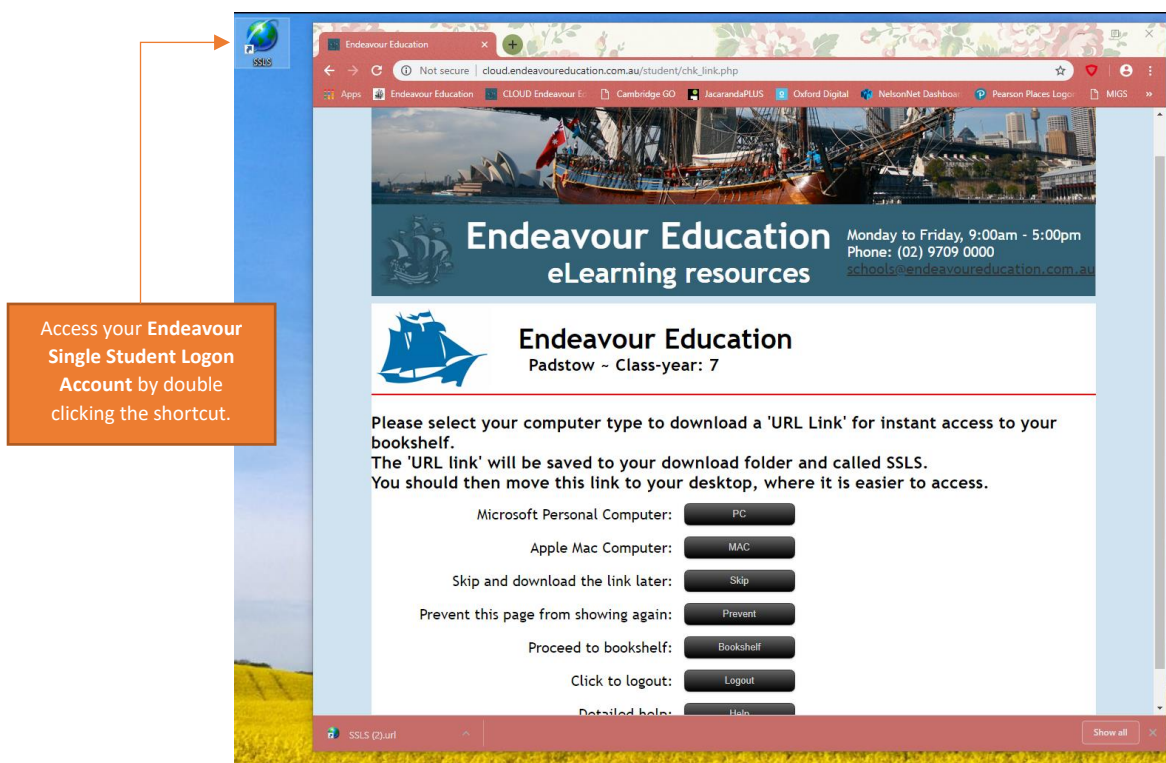 SSLS
Endeavour Education
Not secure | cloud.endeavoureducation.com.au/student/chk_link.php
Apps Endeavour Education CLOUD Endeavour Ec Cambridge GO JacarandaPLUS Oxford Digital NelsonNet Dashboa Pearson Places Logo MIGS »
Endeavour Education
eLearning resources
Monday to Friday, 9:00am - 5:00pm
Phone: (02) 9709 0000
schools@endeavoureducation.com.au
Access your Endeavour
Single Student Logon
Account by double
clicking the shortcut.
Endeavour Education
Padstow ~ Class-year: 7
Please select your computer type to download a 'URL Link' for instant access to your
bookshelf.
The 'URL link' will be saved to your download folder and called SSLS.
You should then move this link to your desktop, where it is easier to access.
Microsoft Personal Computer: PC
Apple Mac Computer: MAC
Skip and download the link later: Skip
Prevent this page from showing again: Prevent
Proceed to bookshelf: Bookshelf
Click to logout: Logout
Detailed help: Help
SSLS (2).url
Show all